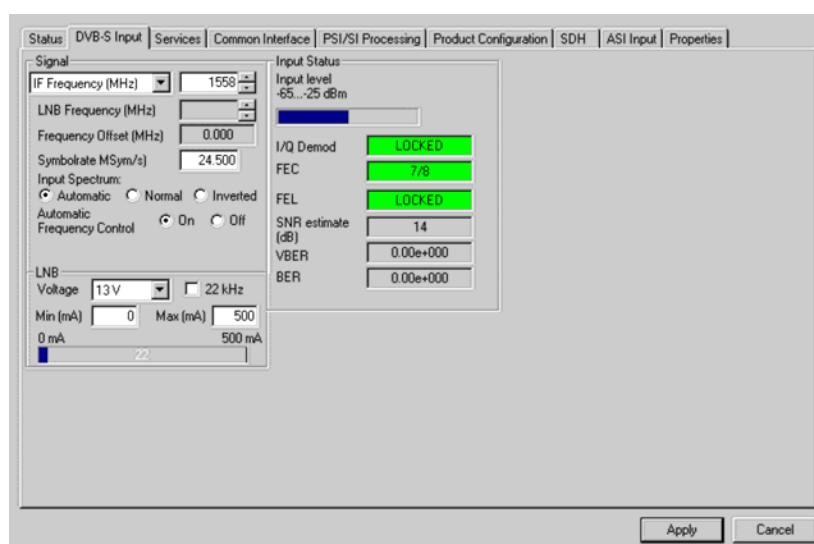 Status DVB-S Input Services Common Interface PSI/SI Processing Product Configuration SDH ASI Input Properties
Signal
IF Frequency (MHz) 1558
LNB Frequency (MHz)
Frequency Offset (MHz) 0.000
Symbolrate MSym/s) 24.500
Input Spectrum:
Automatic Normal Inverted
Automatic
Frequency Control On Off
LNB
Voltage 13 V 22 kHz
Min (mA) 0 Max (mA) 500
0 mA 500 mA
22
Input Status
Input level
-65...-25 dBm
I/Q Demod LOCKED
FEC 7/8
FEL LOCKED
SNR estimate
(dB) 14
VBER 0.00e+000
BER 0.00e+000
Apply Cancel